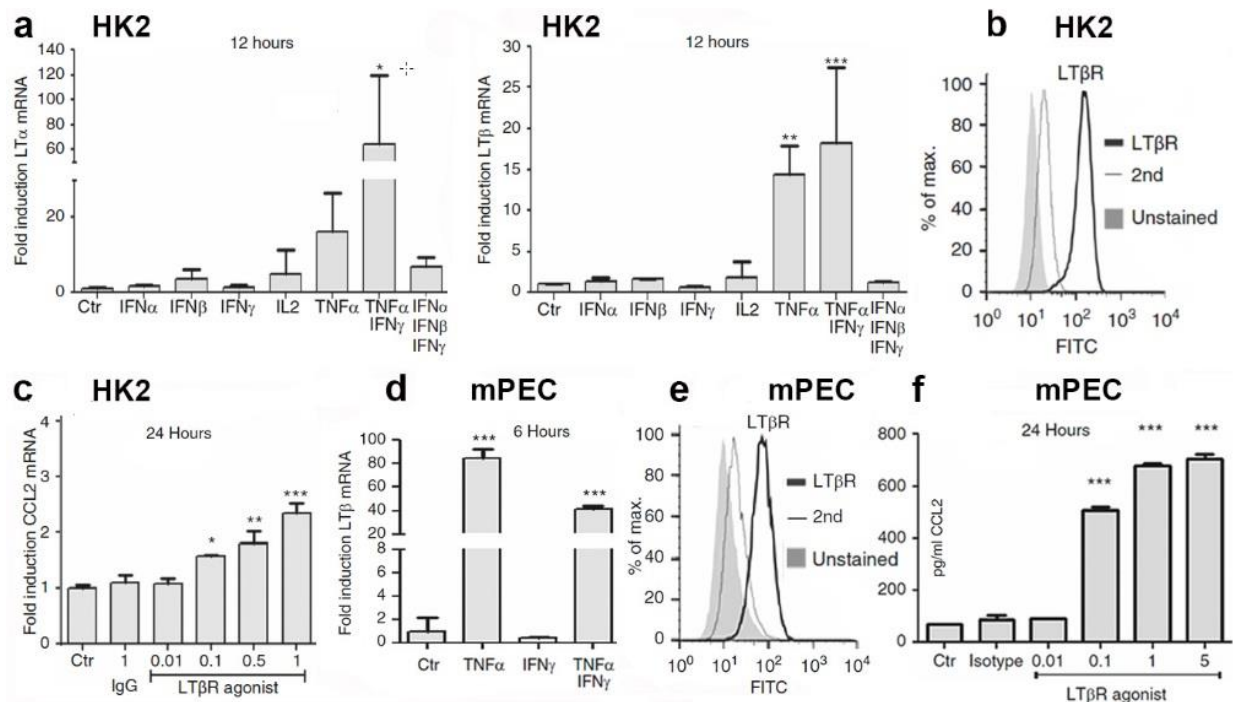 a HK2
12 hours
Fold induction LTα mRNA
140
120
100
80
60
20
0
*
Ctr IFNα IFNβ IFNγ IL2 TNFα TNFα IFNα
IFNγ IFNβ
IFNγ
HK2
12 hours
Fold induction LTβ mRNA
30
25
20
15
10
5
0
** ***
Ctr IFNα IFNβ IFNγ IL2 TNFα TNFα IFNα
IFNγ IFNβ
IFNγ
b HK2
LTβR
% of max.
100
80
60
40
20
0
LTβR
2nd
Unstained
10⁰ 10¹ 10² 10³ 10⁴
FITC
c HK2
24 Hours
Fold induction CCL2 mRNA
4
3
2
1
0
* ** ***
Ctr 1 0.01 0.1 0.5 1
IgG LTβR agonist
d mPEC
6 Hours
Fold induction LTβ mRNA
100
80
60
40
20
8
6
4
2
0
*** ***
Ctr TNFα IFNγ TNFα
IFNγ
e mPEC
LTβR
% of max.
100
80
60
40
20
0
LTβR
2nd
Unstained
10⁰ 10¹ 10² 10³ 10⁴
FITC
f mPEC
24 Hours
pg/ml CCL2
800
600
400
200
0
*** *** ***
Ctr Isotype 0.01 0.1 1 5
LTβR agonist